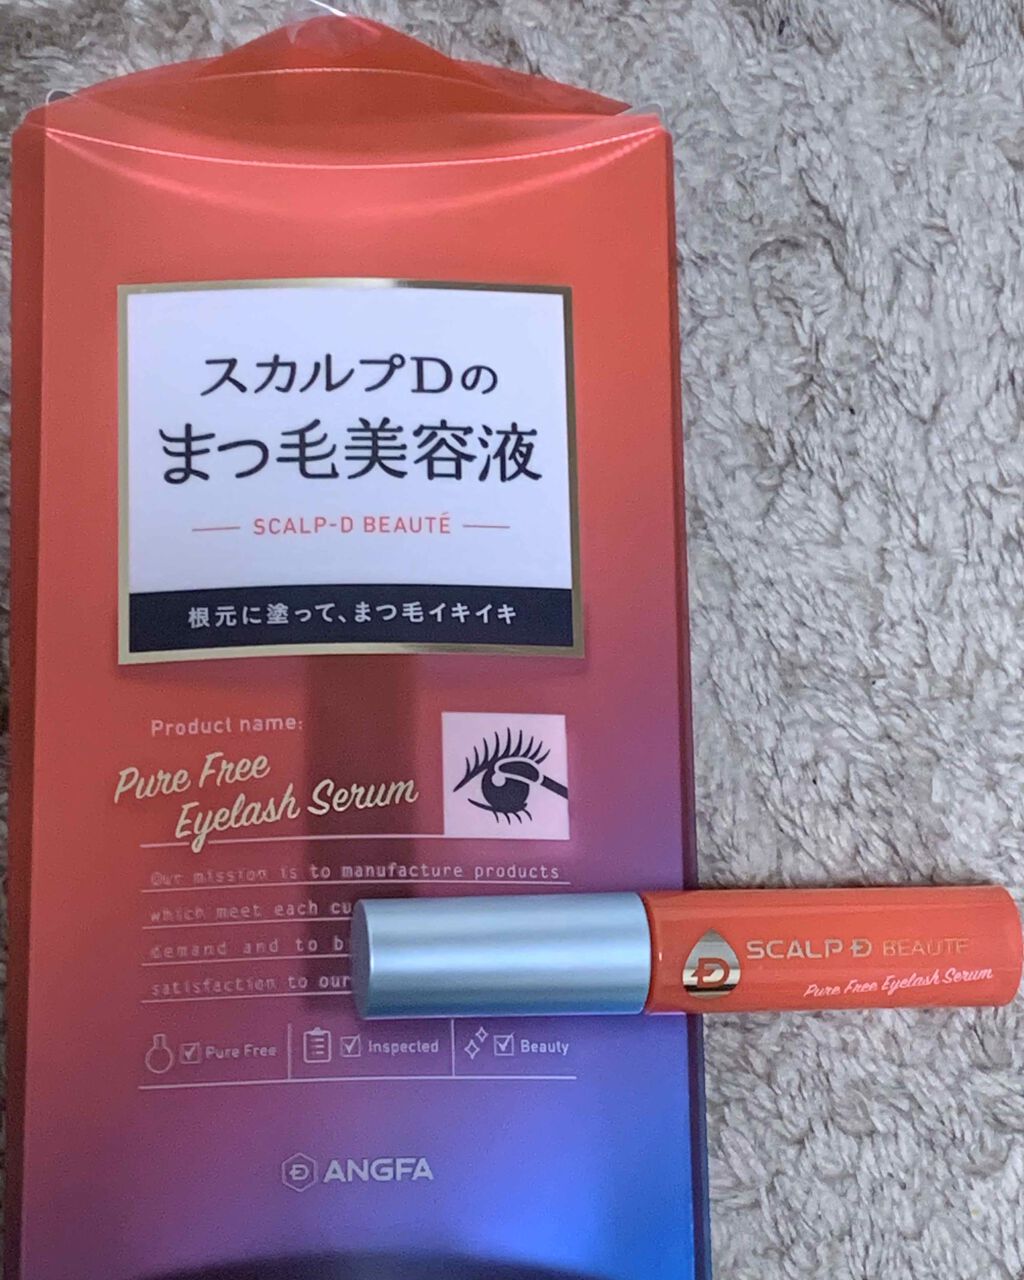 スカルプDの
まつ毛美容液
SCALP-D BEAUTÉ
根元に塗って、まつ毛イキイキ
Product name:
Pure Free
Eyelash Serum
Our mission is to manufacture products
which meet each
demand and to
satisfaction to our
Pure Free
Inspected
Beauty
ANGFA
SCALP D BEAUTÉ
Pure Free Eyelash Serum